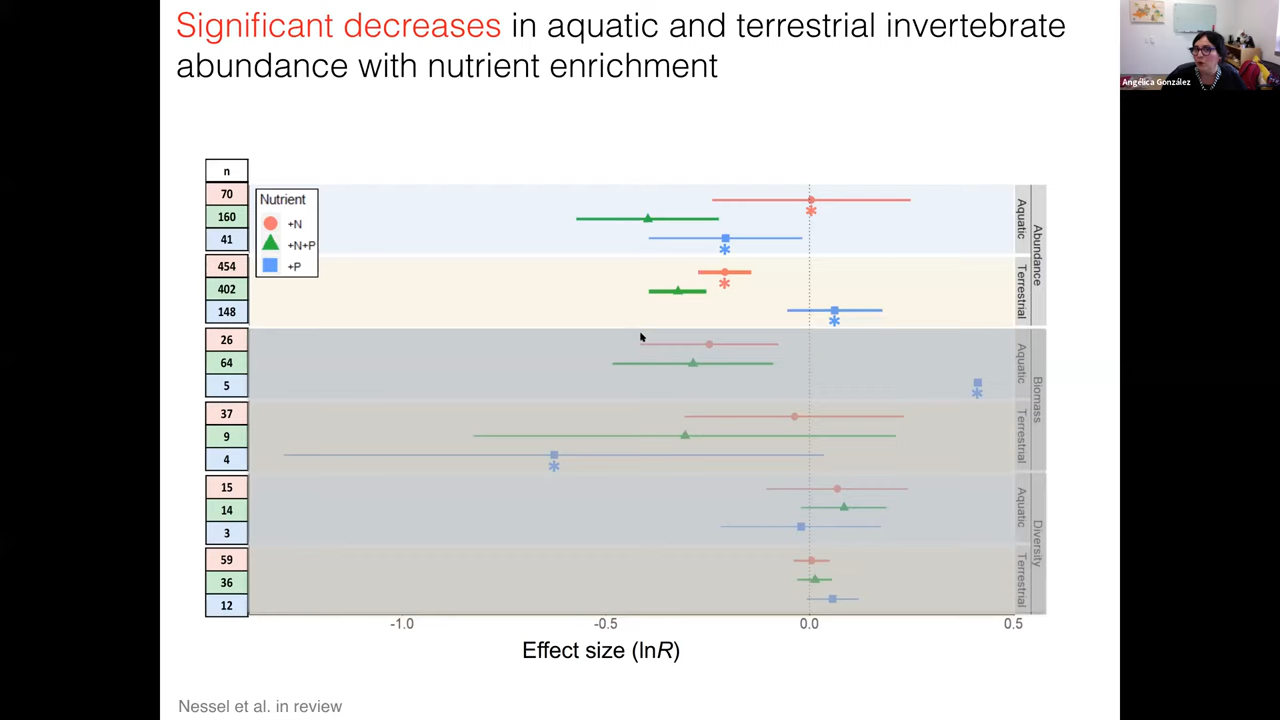 Significant decreases in aquatic and terrestrial invertebrate
abundance with nutrient enrichment
Angélica González
n
70
160
41
454
402
148
26
64
5
37
9
4
15
14
3
59
36
12
Nutrient
+N
+N+P
+P
Aquatic
Terrestrial
Abundance
Aquatic
Terrestrial
Biomass
Aquatic
Terrestrial
Diversity
-1.0 -0.5 0.0 0.5
Effect size (lnR)
Nessel et al. in review